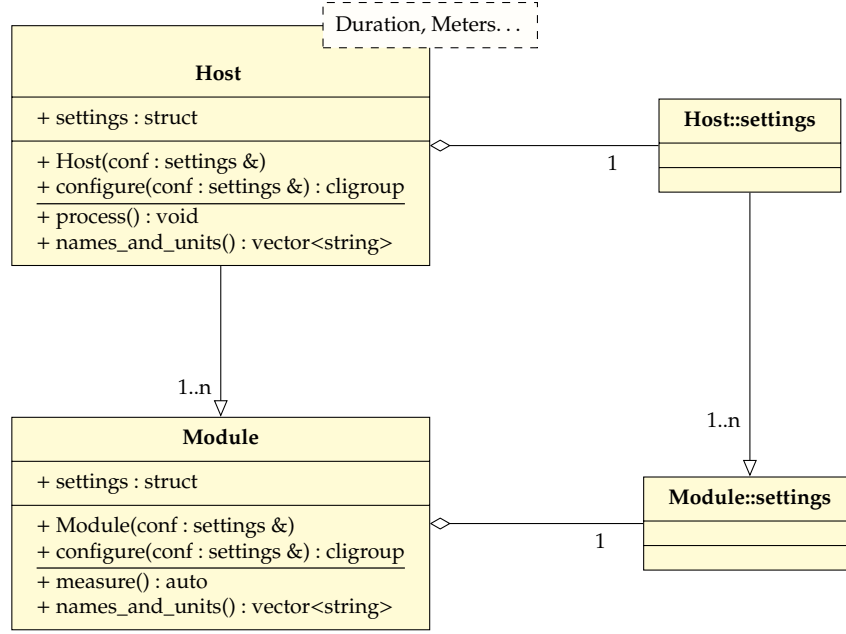 Duration, Meters. . .
Host
+ settings : struct
+ Host(conf : settings &)
+ configure(conf : settings &) : cligroup
+ process() : void
+ names_and_units() : vector<string>
Host::settings
1
1..n
1..n
Module
+ settings : struct
+ Module(conf : settings &)
+ configure(conf : settings &) : cligroup
+ measure() : auto
+ names_and_units() : vector<string>
Module::settings
1